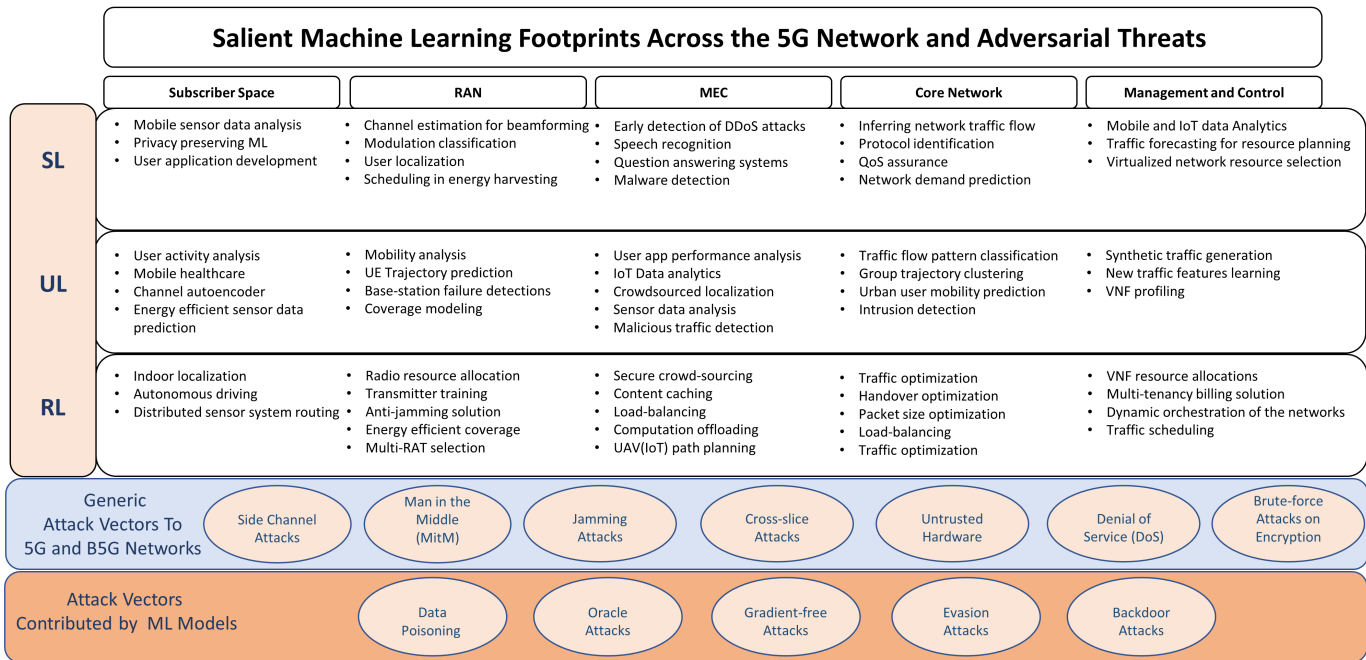 Salient Machine Learning Footprints Across the 5G Network and Adversarial Threats
Subscriber Space
RAN
MEC
Core Network
Management and Control
SL
• Mobile sensor data analysis
• Privacy preserving ML
• User application development
• Channel estimation for beamforming
• Modulation classification
• User localization
• Scheduling in energy harvesting
• Early detection of DDoS attacks
• Speech recognition
• Question answering systems
• Malware detection
• Inferring network traffic flow
• Protocol identification
• QoS assurance
• Network demand prediction
• Mobile and IoT data Analytics
• Traffic forecasting for resource planning
• Virtualized network resource selection
UL
• User activity analysis
• Mobile healthcare
• Channel autoencoder
• Energy efficient sensor data
prediction
• Mobility analysis
• UE Trajectory prediction
• Base-station failure detections
• Coverage modeling
• User app performance analysis
• IoT Data analytics
• Crowdsourced localization
• Sensor data analysis
• Malicious traffic detection
• Traffic flow pattern classification
• Group trajectory clustering
• Urban user mobility prediction
• Intrusion detection
• Synthetic traffic generation
• New traffic features learning
• VNF profiling
RL
• Indoor localization
• Autonomous driving
• Distributed sensor system routing
• Radio resource allocation
• Transmitter training
• Anti-jamming solution
• Energy efficient coverage
• Multi-RAT selection
• Secure crowd-sourcing
• Content caching
• Load-balancing
• Computation offloading
• UAV(IoT) path planning
• Traffic optimization
• Handover optimization
• Packet size optimization
• Load-balancing
• Traffic optimization
• VNF resource allocations
• Multi-tenancy billing solution
• Dynamic orchestration of the networks
• Traffic scheduling
Generic
Attack Vectors To
5G and B5G Networks
Side Channel
Attacks
Man in the
Middle
(MitM)
Jamming
Attacks
Cross-slice
Attacks
Untrusted
Hardware
Denial of
Service (DoS)
Brute-force
Attacks on
Encryption
Attack Vectors
Contributed by ML Models
Data
Poisoning
Oracle
Attacks
Gradient-free
Attacks
Evasion
Attacks
Backdoor
Attacks